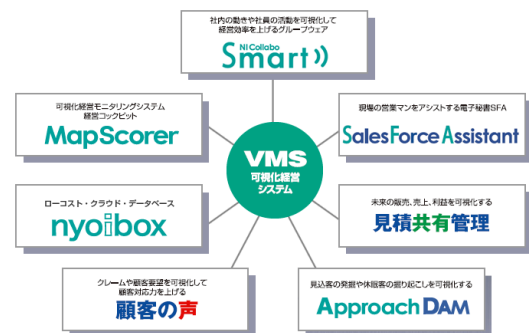 社内の動きや社員の活動を可視化して
経営効率を上げるグループウェア
NI Collabo
Smart
可視化経営モニタリングシステム
経営コックピット
MapScorer
現場の営業マンをアシストする電子秘書SFA
Sales Force Assistant
VMS
可視化経営
システム
ローコスト・クラウド・データベース
nyoibox
未来の販売、売上、利益を可視化する
見積共有管理
クレームや顧客要望を可視化して
顧客対応力を上げる
顧客の声
見込客の発掘や休眠客の掘り起こしを可視化する
Approach DAM